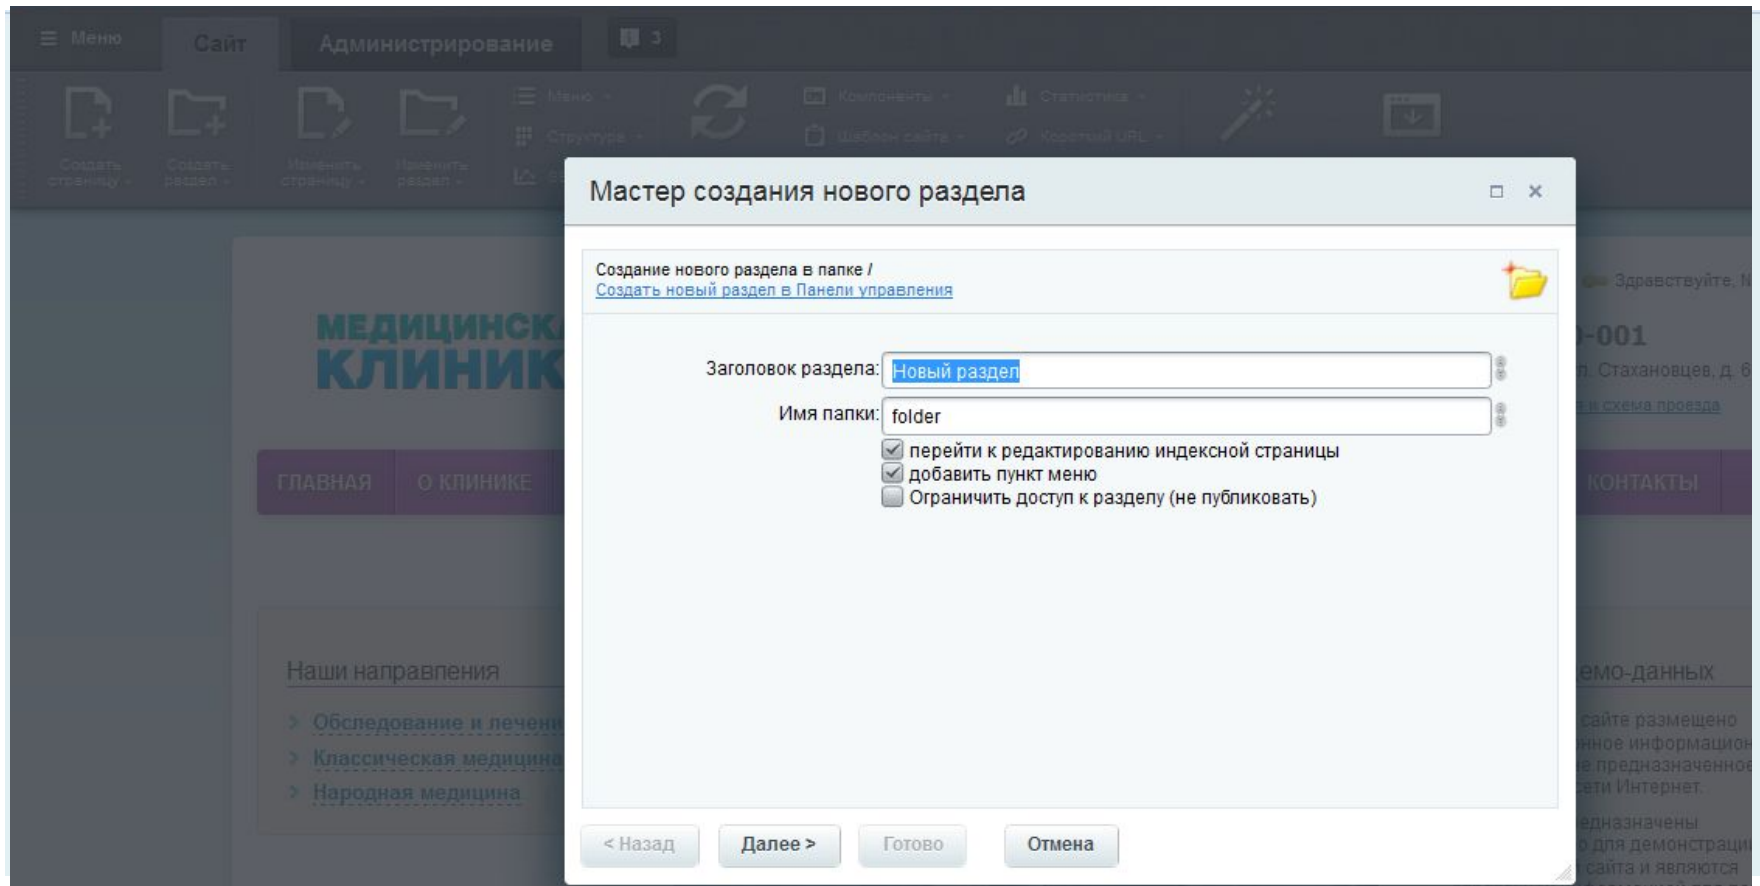 Меню
Сайт
Администрирование
3
Создать страницу
Создать раздел
Изменить страницу
Изменить раздел
Меню
Структура
Компоненты
Шаблон сайта
Статистика
Короткий URL
Мастер создания нового раздела
Создание нового раздела в папке /
Создать новый раздел в Панели управления
Заголовок раздела: Новый раздел
Имя папки: folder
перейти к редактированию индексной страницы
добавить пункт меню
Ограничить доступ к разделу (не публиковать)
< Назад
Далее >
Готово
Отмена
МЕДИЦИНСКА
КЛИНИК
Здравствуйте,
-001
Стахановцев, д. 6
и схема проезда
ГЛАВНАЯ
О КЛИНИКЕ
КОНТАКТЫ
Наши направления
Обследование и лечени
Классическая медицина
Народная медицина
емо-данных
сайте размещено
нное информацион
е предназначенное
сети Интернет.
едназначены
о для демонстраци
сайта и являются